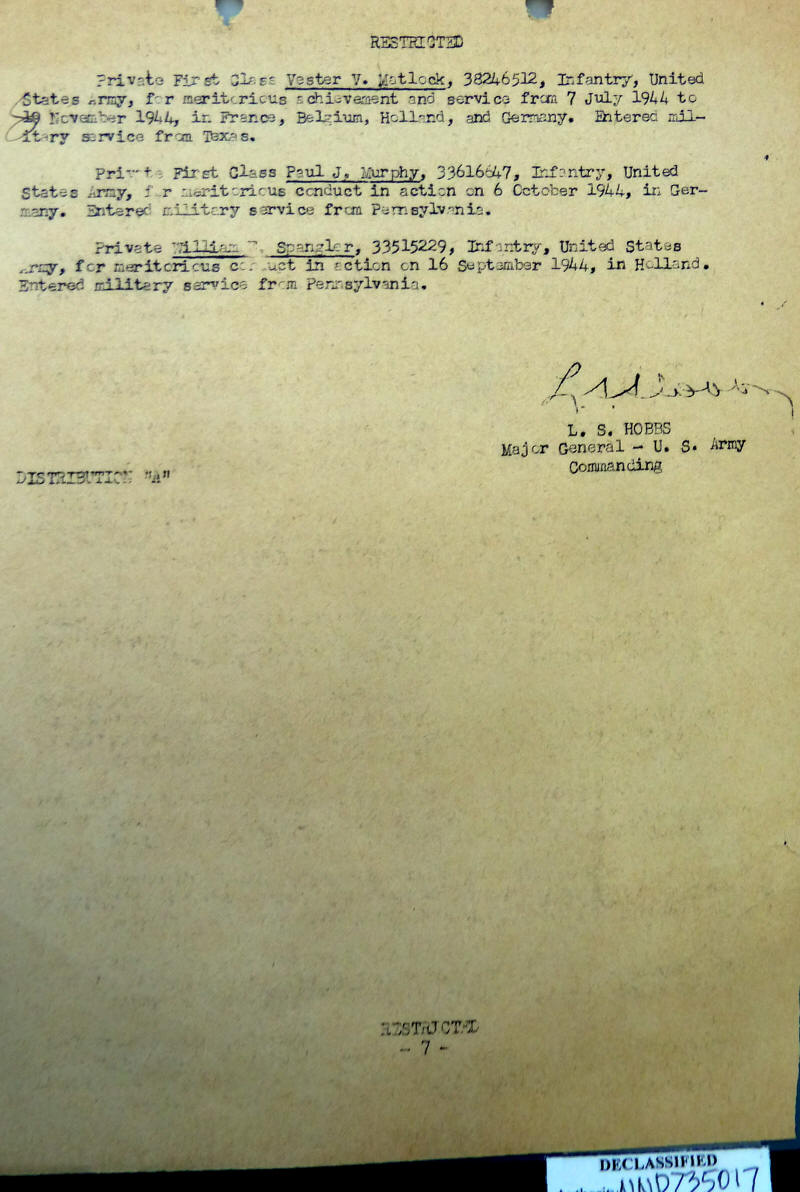 RESTRICTED
Private First Class Vester V. Matlock, 38246512, Infantry, United
States Army, for meritorious achievement and service from 7 July 1944 to
19 November 1944, in France, Belgium, Holland, and Germany. Entered mil-
itary service from Texas.
Private First Class Paul J. Murphy, 33616647, Infantry, United
States Army, for meritorious conduct in action on 6 October 1944, in Ger-
many. Entered military service from Pennsylvania.
Private William Spangler, 33515229, Infantry, United States
Army, for meritorious conduct in action on 16 September 1944, in Holland.
Entered military service from Pennsylvania.
L. S. HOBBS
Major General - U. S. Army
Commanding
DISTRIBUTION "A"
RESTRICTED
- 7 -
DECLASSIFIED
Authority NND735017